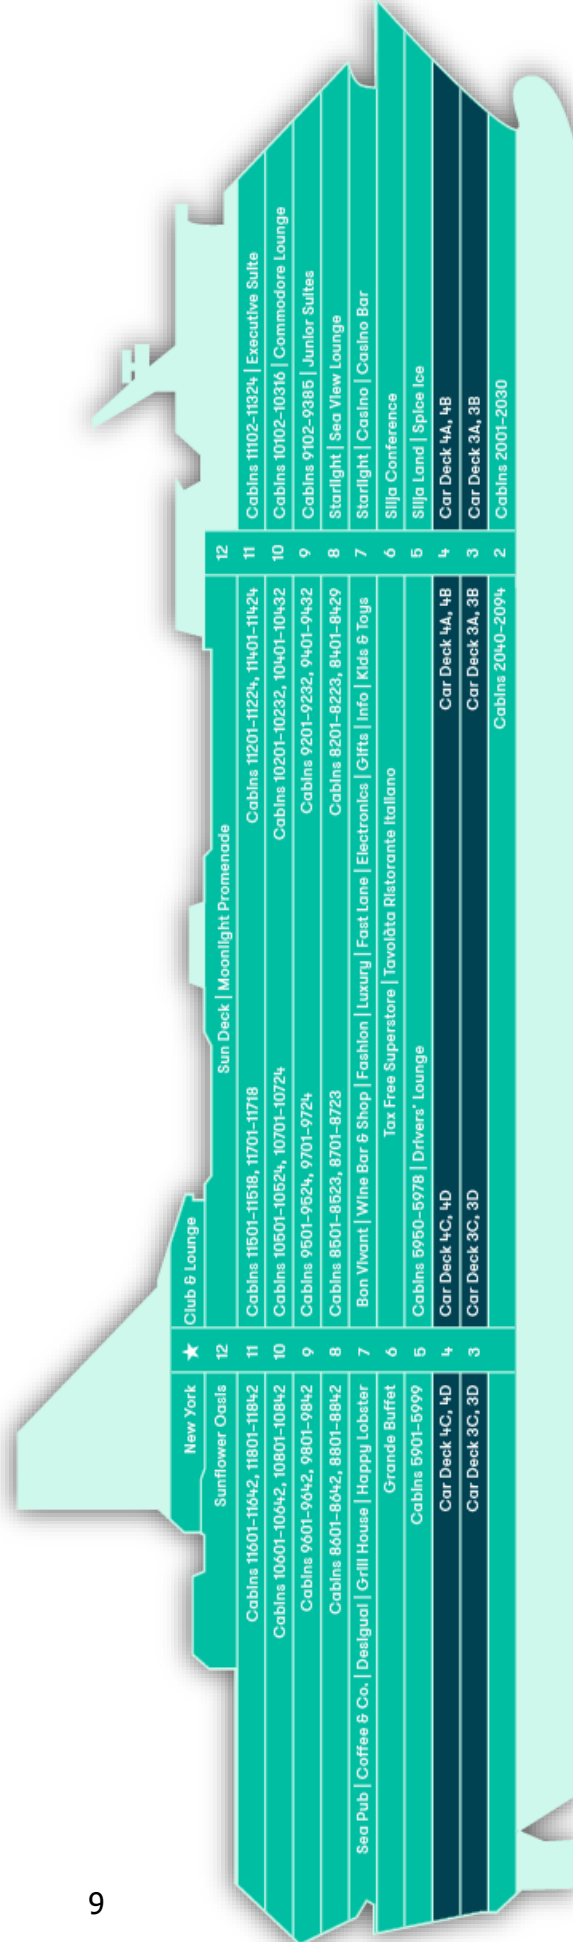 New York ★ Club & Lounge
Sunflower Oasis 12 Sun Deck | Moonlight Promenade 12
Cabins 11601–11642, 11801–11842 11 Cabins 11501–11518, 11701–11718 Cabins 11201–11224, 11401–11424 11 Cabins 11102–11324 | Executive Suite
Cabins 10601–10642, 10801–10842 10 Cabins 10501–10524, 10701–10724 Cabins 10201–10232, 10401–10432 10 Cabins 10102–10316 | Commodore Lounge
Cabins 9601–9642, 9801–9842 9 Cabins 9501–9524, 9701–9724 Cabins 9201–9232, 9401–9432 9 Cabins 9102–9385 | Junior Suites
Cabins 8601–8642, 8801–8842 8 Cabins 8501–8523, 8701–8723 Cabins 8201–8223, 8401–8429 8 Starlight | Sea View Lounge
Sea Pub | Coffee & Co. | Desigual | Grill House | Happy Lobster 7 Bon Vivant | Wine Bar & Shop | Fashion | Luxury | Fast Lane | Electronics | Gifts | Info | Kids & Toys 7 Starlight | Casino | Casino Bar
Grande Buffet 6 Tax Free Superstore | Tavolàta Ristorante Italiano 6 Silja Conference
Cabins 5901–5999 5 Cabins 5950–5978 | Drivers' Lounge 5 Silja Land | Spice Ice
Car Deck 4C, 4D 4 Car Deck 4C, 4D Car Deck 4A, 4B 4 Car Deck 4A, 4B
Car Deck 3C, 3D 3 Car Deck 3C, 3D Car Deck 3A, 3B 3 Car Deck 3A, 3B
Cabins 2040–2094 2 Cabins 2001–2030
9